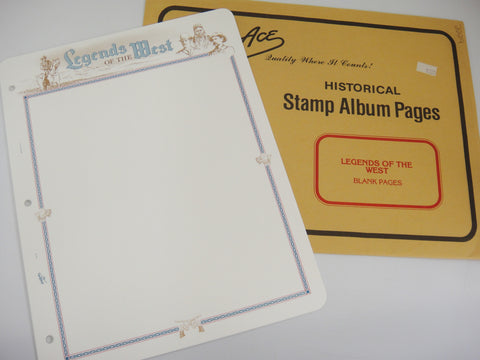 Legends
OF THE West
ACE
Quality Where It Counts!
HISTORICAL
Stamp Album Pages
LEGENDS OF THE
WEST
BLANK PAGES